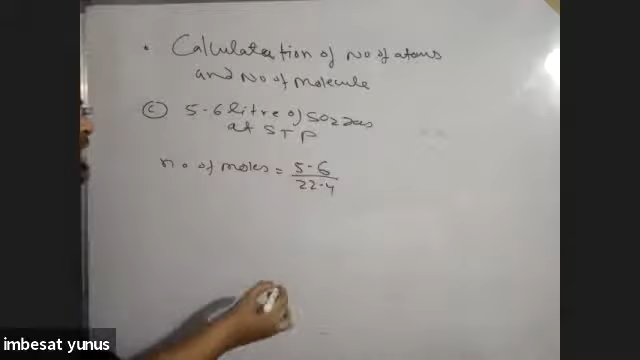 • Calculation of no of atoms
and No of molecule
(C) 5.6 litre of SO2 gas
at STP
no. of moles = 5.6
22.4
imbesat yunus